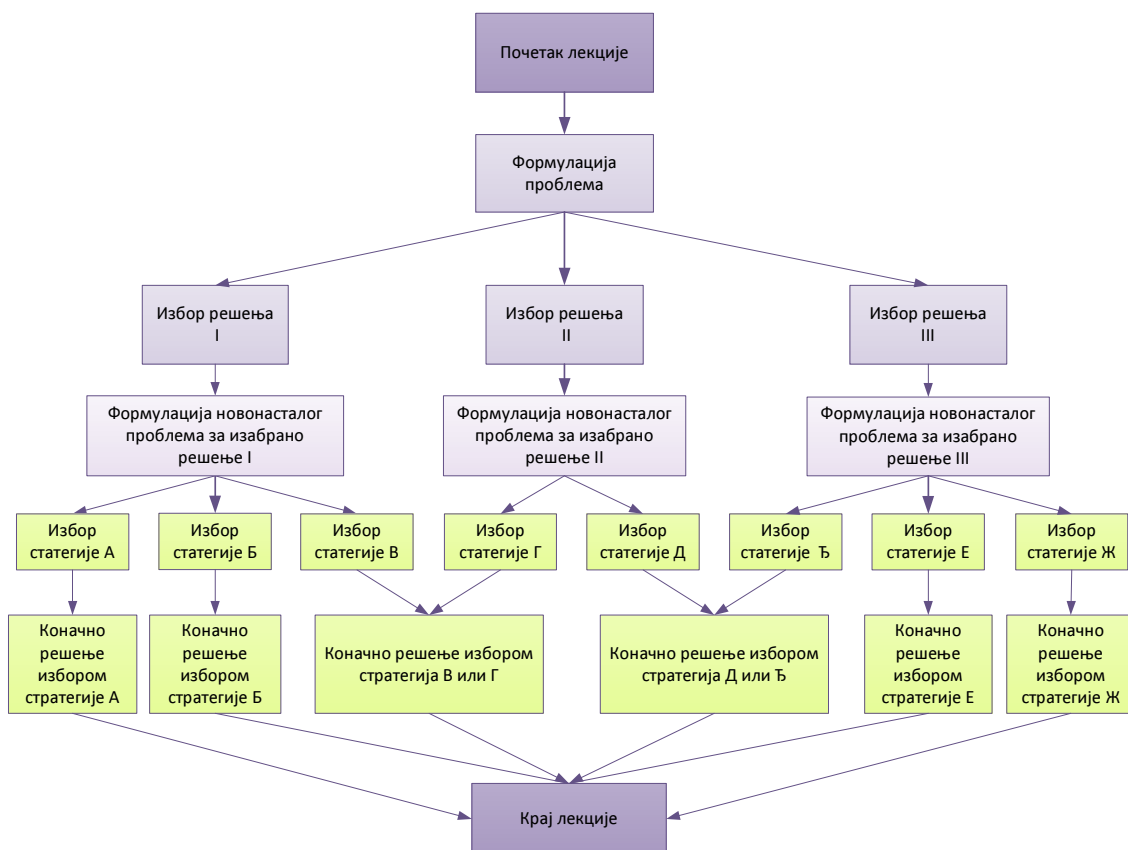 Почетак лекције
Формулација
проблема
Избор решења
I
Избор решења
II
Избор решења
III
Формулација новонасталог
проблема за изабрано
решење I
Формулација новонасталог
проблема за изабрано
решење II
Формулација новонасталог
проблема за изабрано
решење III
Избор
статегије А
Избор
статегије Б
Избор
статегије В
Избор
статегије Г
Избор
статегије Д
Избор
статегије Ђ
Избор
статегије Е
Избор
статегије Ж
Коначно
решење
избором
стратегије А
Коначно
решење
избором
стратегије Б
Коначно решење избором
стратегија В или Г
Коначно решење избором
стратегија Д или Ђ
Коначно
решење
избором
стратегије Е
Коначно
решење
избором
стратегије Ж
Крај лекције